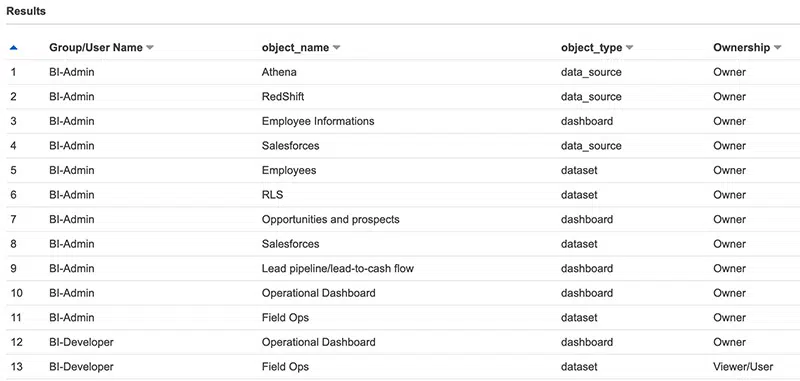 Results
Group/User Name object_name object_type Ownership
1 BI-Admin Athena data_source Owner
2 BI-Admin RedShift data_source Owner
3 BI-Admin Employee Informations dashboard Owner
4 BI-Admin Salesforces data_source Owner
5 BI-Admin Employees dataset Owner
6 BI-Admin RLS dataset Owner
7 BI-Admin Opportunities and prospects dashboard Owner
8 BI-Admin Salesforces dataset Owner
9 BI-Admin Lead pipeline/lead-to-cash flow dashboard Owner
10 BI-Admin Operational Dashboard dashboard Owner
11 BI-Admin Field Ops dataset Owner
12 BI-Developer Operational Dashboard dashboard Owner
13 BI-Developer Field Ops dataset Viewer/User